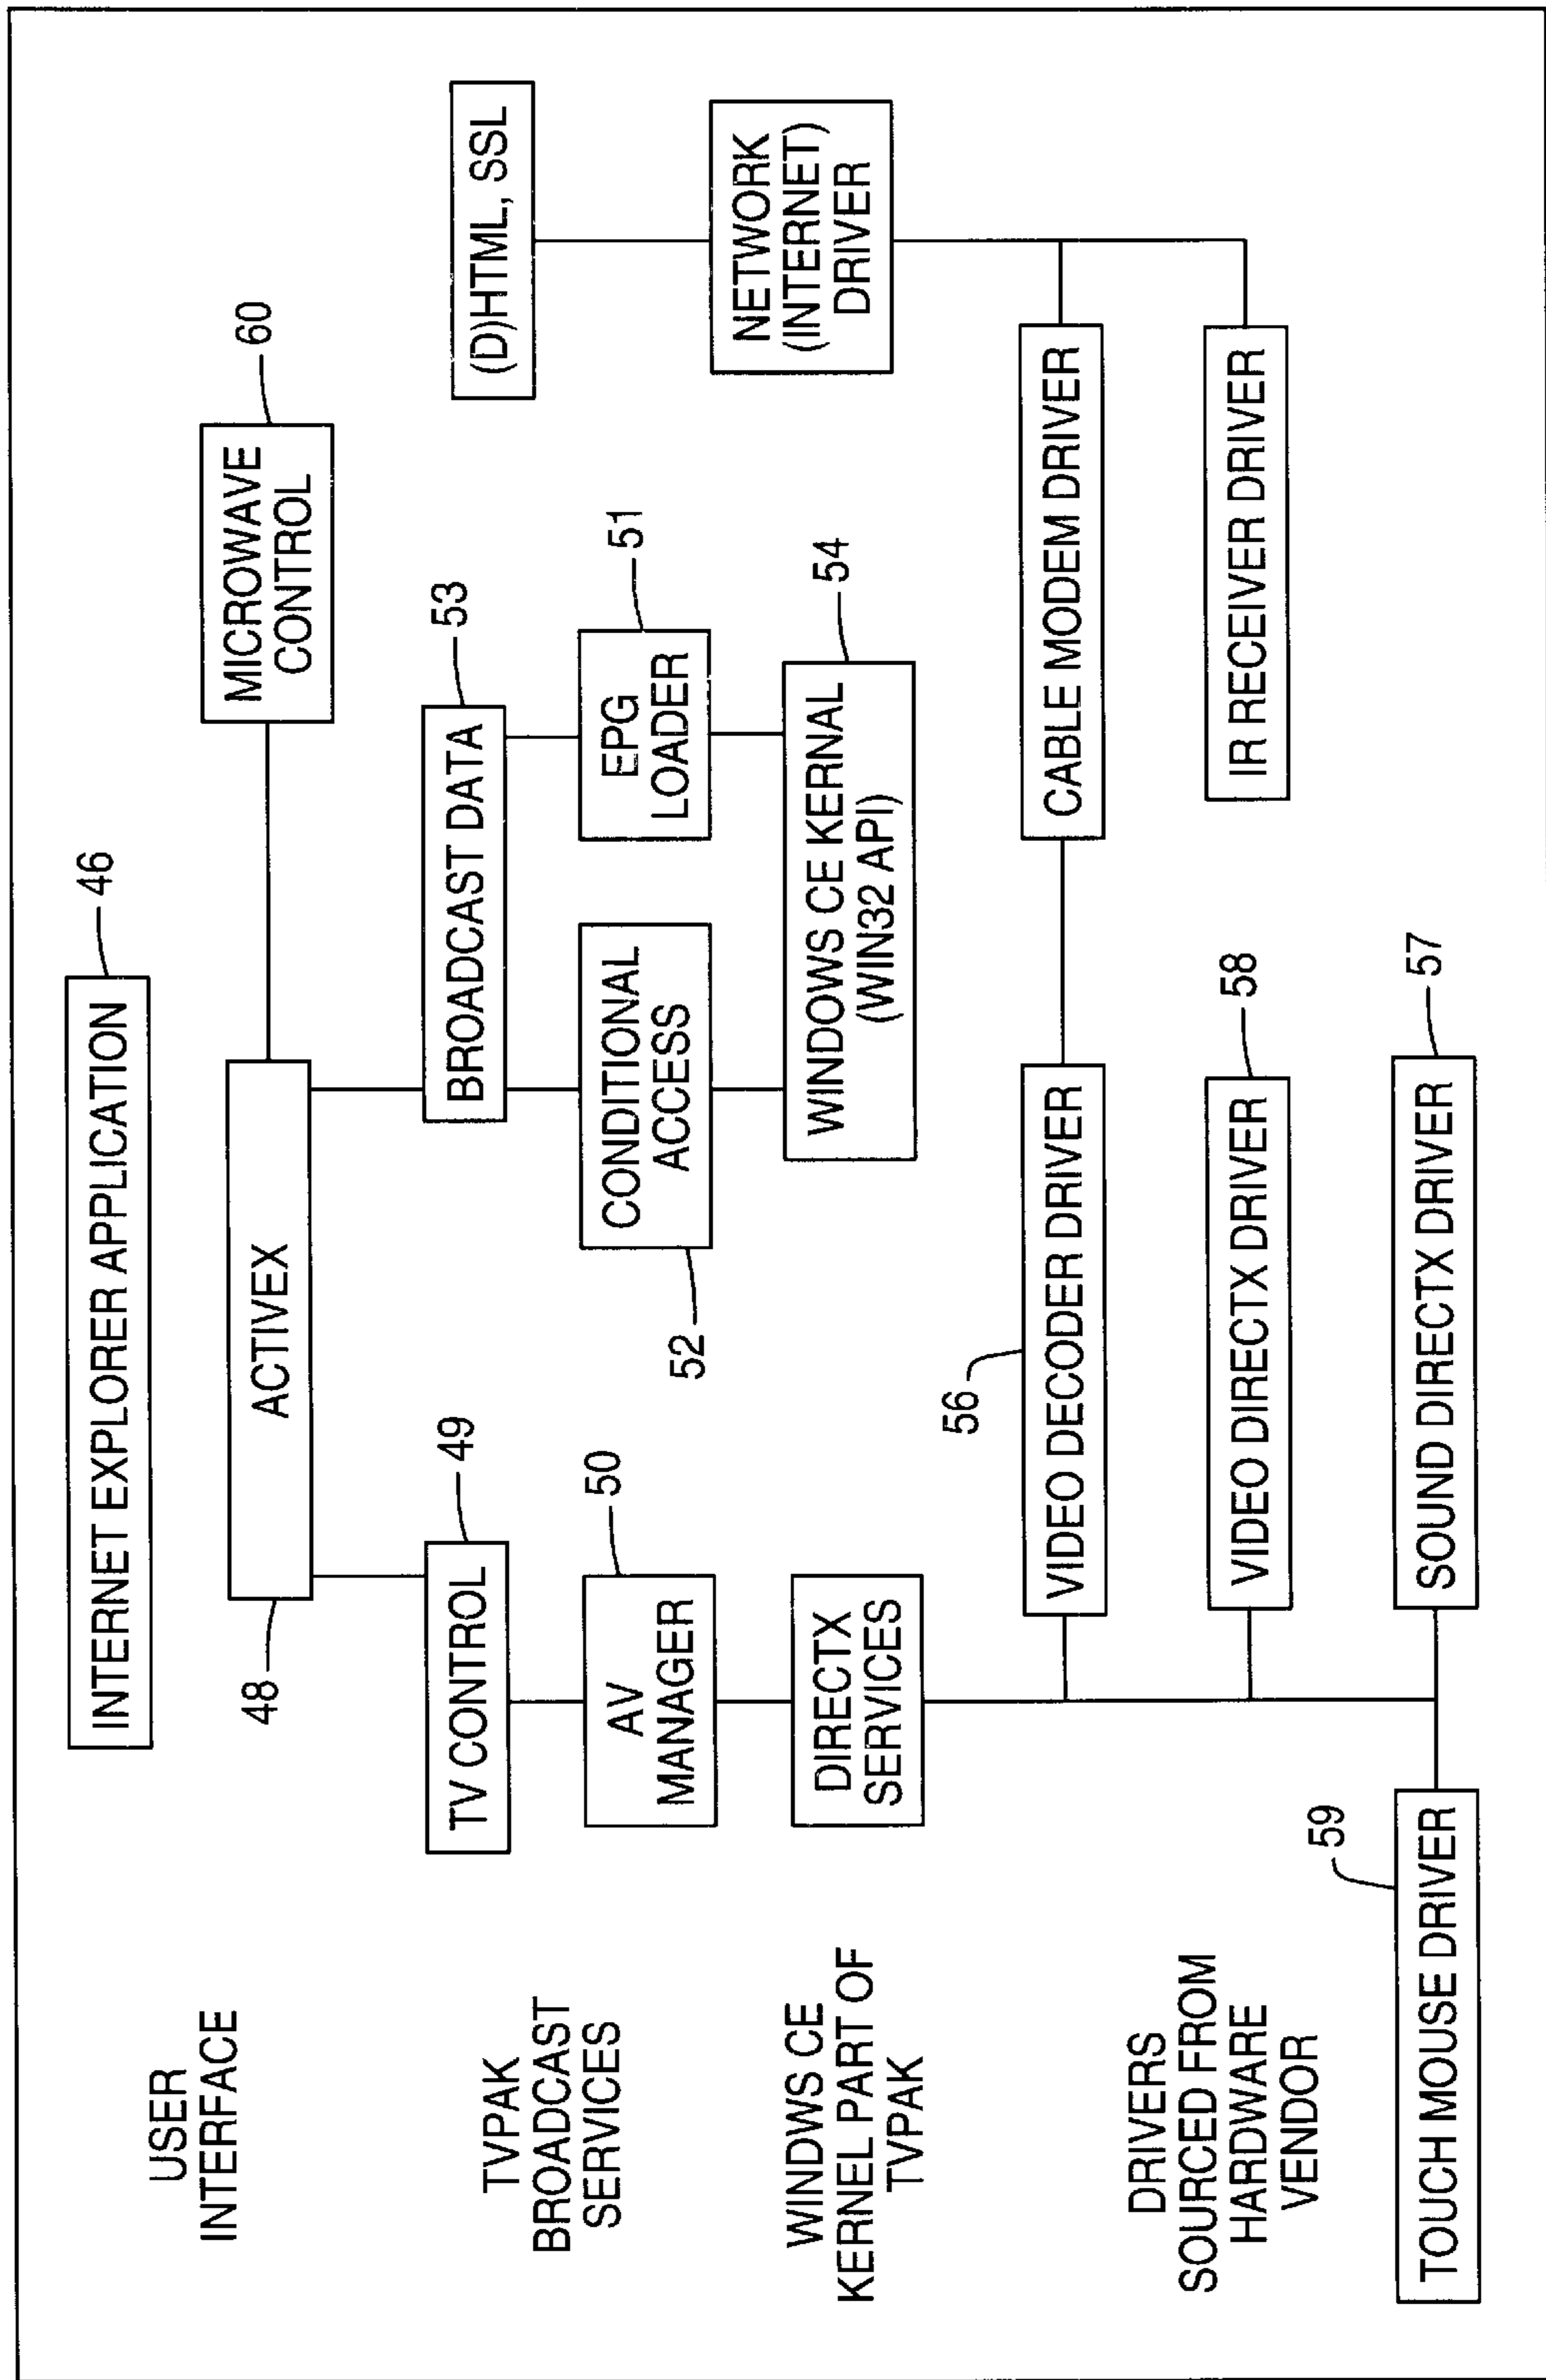 INTERNET EXPLORER APPLICATION
46
USER
INTERFACE
48
ACTIVEX
MICROWAVE
CONTROL
60
TVPAK
BROADCAST
SERVICES
TV CONTROL
49
BROADCAST DATA
53
(D)HTML, SSL
AV
MANAGER
50
52
CONDITIONAL
ACCESS
EPG
LOADER
51
WINDWS CE
KERNEL PART OF
TVPAK
DIRECTX
SERVICES
WINDOWS CE KERNAL
(WIN32 API)
54
NETWORK
(INTERNET)
DRIVER
DRIVERS
SOURCED FROM
HARDWARE
VENDOR
56
VIDEO DECODER DRIVER
CABLE MODEM DRIVER
VIDEO DIRECTX DRIVER
58
IR RECEIVER DRIVER
59
TOUCH MOUSE DRIVER
SOUND DIRECTX DRIVER
57